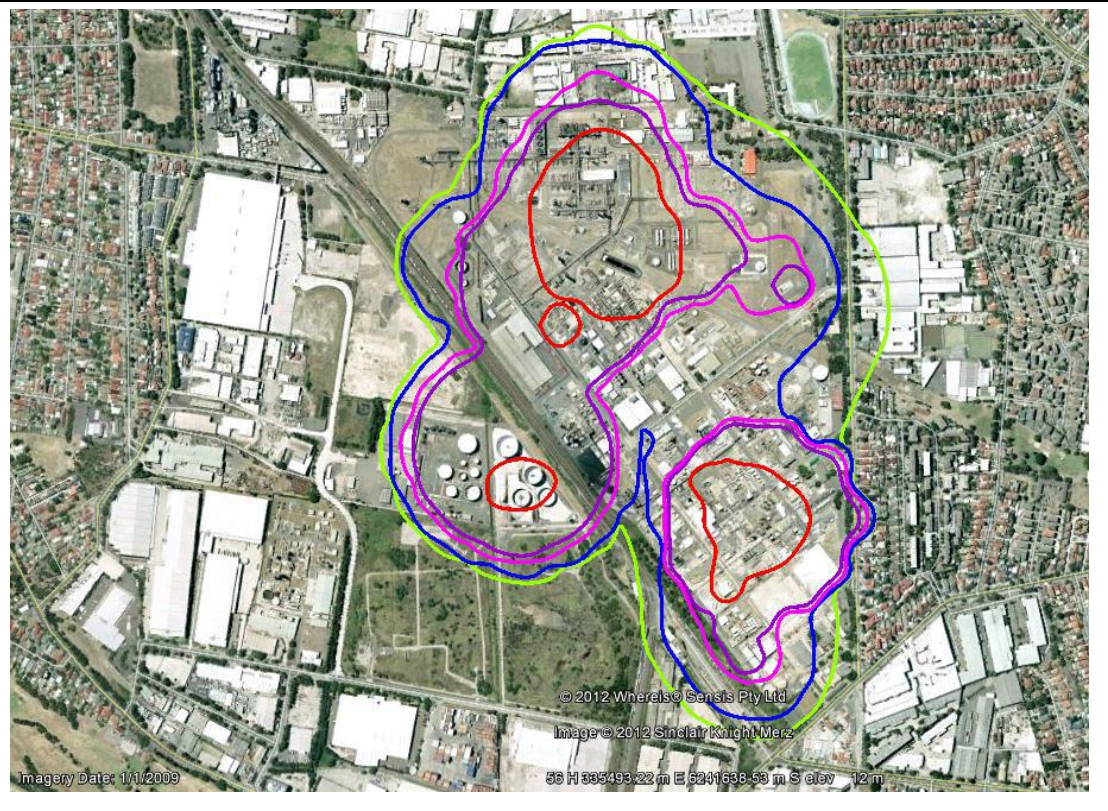 © 2012 Whereis® Sensis Pty Ltd
Image © 2012 Sinclair Knight Merz
Imagery Date: 1/1/2009
56 H 335493.22 m E 6241638.53 m S elev 12 m